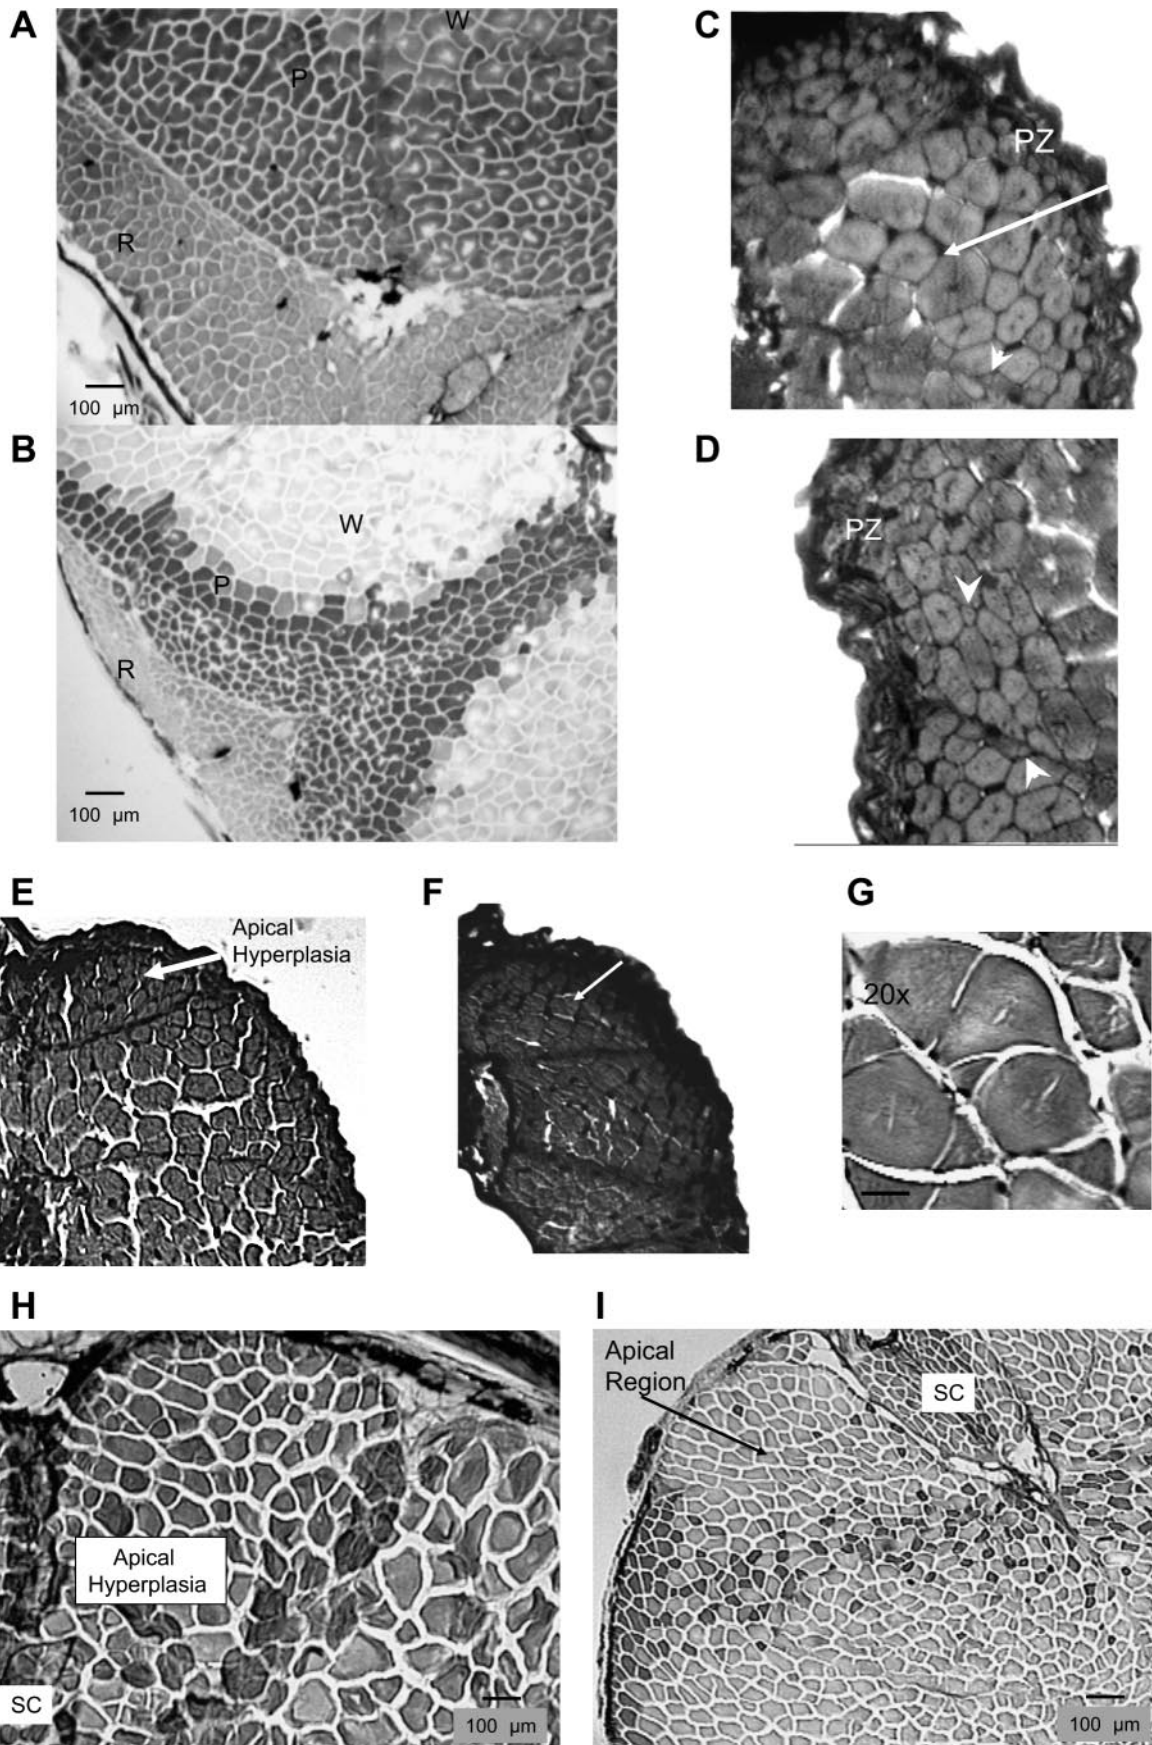 A
W
P
R
100 µm
B
W
P
R
100 µm
C
PZ
D
PZ
E
Apical
Hyperplasia
F
G
20x
H
Apical
Hyperplasia
SC
100 µm
I
Apical
Region
SC
100 µm